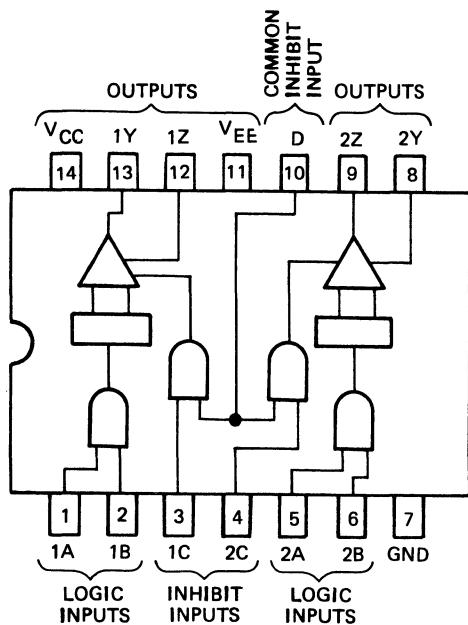 COMMON
INHIBIT
INPUT
OUTPUTS
OUTPUTS
VCC 1Y 1Z VEE D 2Z 2Y
14 13 12 11 10 9 8
1 2 3 4 5 6 7
1A 1B 1C 2C 2A 2B GND
LOGIC INHIBIT LOGIC
INPUTS INPUTS INPUTS